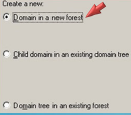 Create a new:
Domain in a new forest
Child domain in an existing domain tree
Domain tree in an existing forest